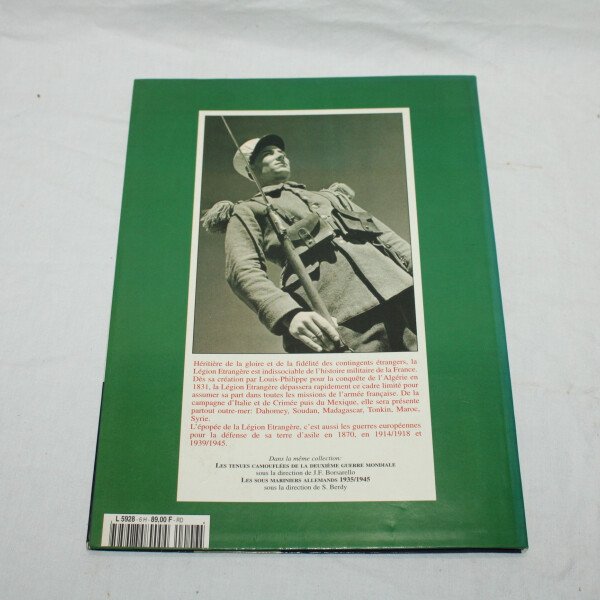 Héritière de la gloire et de la fidélité des contingents étrangers, la
Légion Etrangère est indissociable de l'histoire militaire de la France.
Dès sa création par Louis-Philippe pour la conquête de l'Algérie en
1831, la Légion Etrangère dépassera rapidement ce cadre limité pour
assumer sa part dans toutes les missions de l'armée française. De la
campagne d'Italie et de Crimée puis du Mexique, elle sera présente
partout outre-mer: Dahomey, Soudan, Madagascar, Tonkin, Maroc,
Syrie.
L'épopée de la Légion Etrangère, c'est aussi les guerres européennes
pour la défense de sa terre d'asile en 1870, en 1914/1918 et
1939/1945.
Dans la même collection:
LES TENUES CAMOUFLÉES DE LA DEUXIÈME GUERRE MONDIALE
sous la direction de J.F. Borsarello
LES SOUS MARINIERS ALLEMANDS 1935/1945
sous la direction de S. Berdy
L 5928 - 6 H - 89,00 F - RD